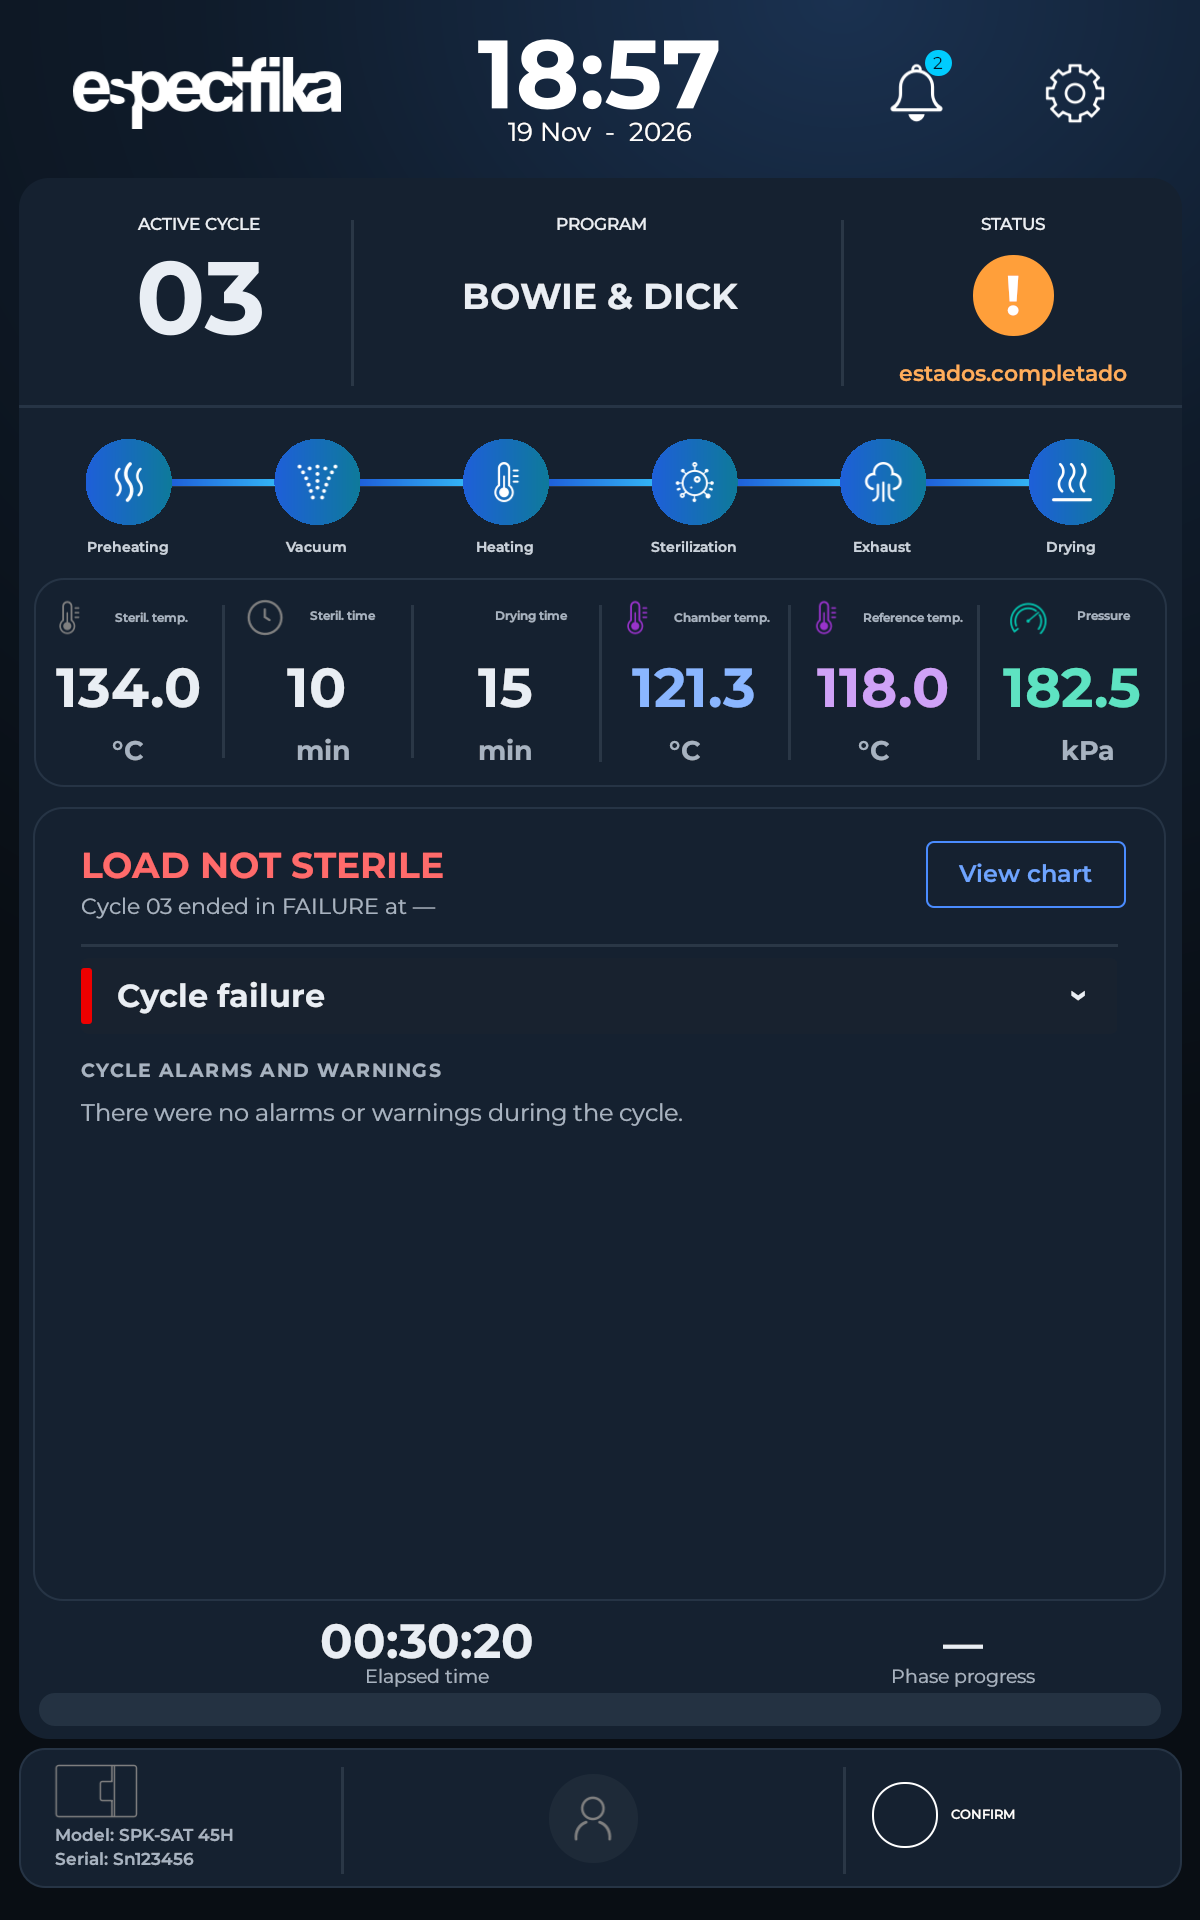 especifika
18:57
2
19 Nov - 2026
ACTIVE CYCLE
03
PROGRAM
BOWIE & DICK
STATUS
!
estados.completado
Preheating
Vacuum
Heating
Sterilization
Exhaust
Drying
Steril. temp.
134.0
°C
Steril. time
10
min
Drying time
15
min
Chamber temp.
121.3
°C
Reference temp.
118.0
°C
Pressure
182.5
kPa
LOAD NOT STERILE
Cycle 03 ended in FAILURE at —
View chart
Cycle failure
CYCLE ALARMS AND WARNINGS
There were no alarms or warnings during the cycle.
00:30:20
Elapsed time
—
Phase progress
Model: SPK-SAT 45H
Serial: Sn123456
CONFIRM